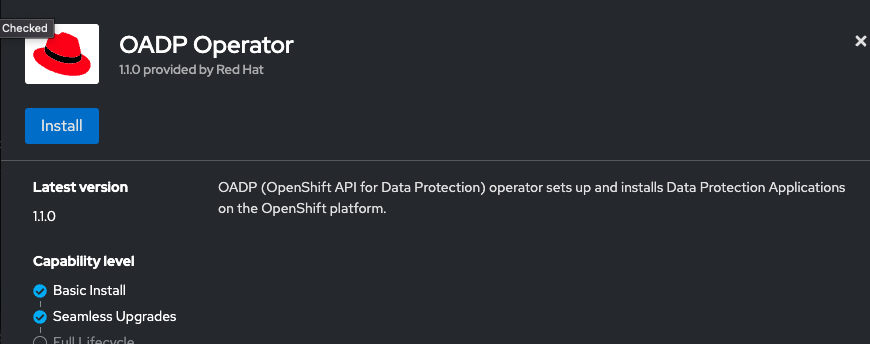 Checked
OADP Operator
1.1.0 provided by Red Hat
Install
Latest version
1.1.0
OADP (OpenShift API for Data Protection) operator sets up and installs Data Protection Applications
on the OpenShift platform.
Capability level
Basic Install
Seamless Upgrades
Full Lifecycle